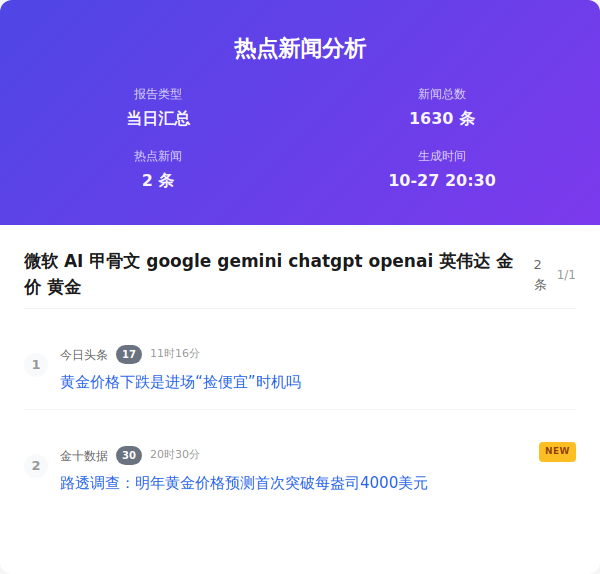 热点新闻分析
报告类型
新闻总数
当日汇总
1630 条
热点新闻
生成时间
2 条
10-27 20:30
微软 AI 甲骨文 google gemini chatgpt openai 英伟达 金
价 黄金
2
条
1/1
1
今日头条 17 11时16分
黄金价格下跌是进场“捡便宜”时机吗
2
金十数据 30 20时30分
NEW
路透调查：明年黄金价格预测首次突破每盎司4000美元